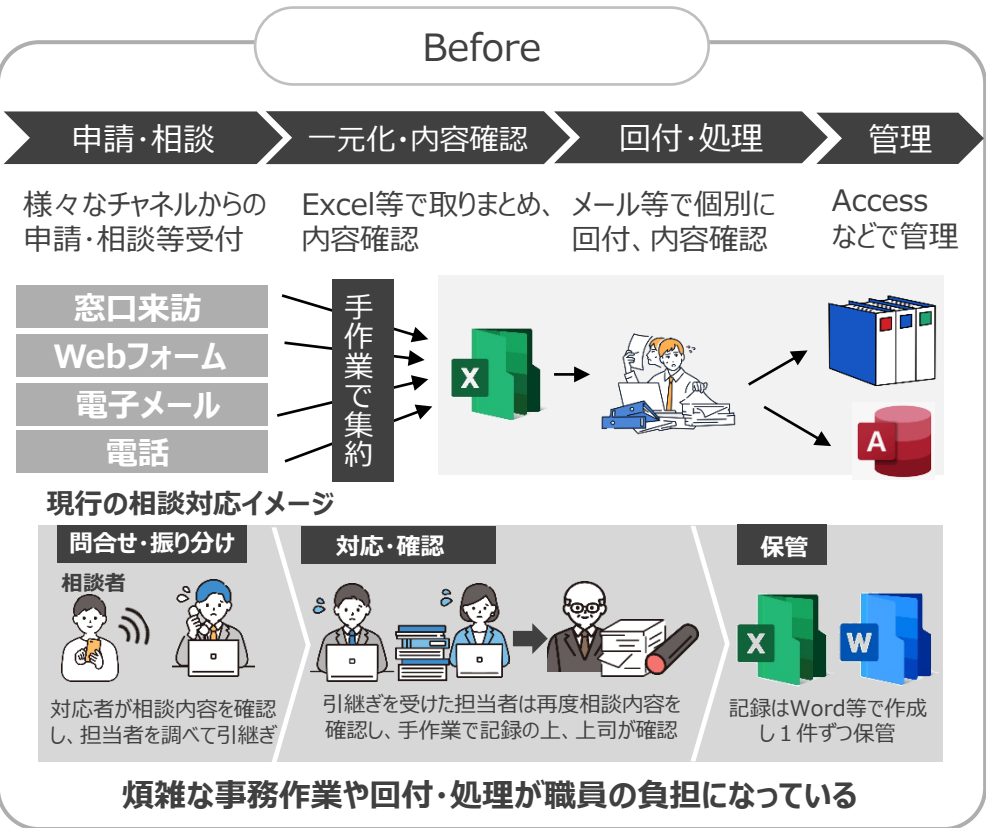 Before
申請・相談
一元化・内容確認
回付・処理
管理
様々なチャネルからの
申請・相談等受付
Excel等で取りまとめ、
内容確認
メール等で個別に
回付、内容確認
Access
などで管理
窓口来訪
Webフォーム
電子メール
電話
手作業で集約
X
A
現行の相談対応イメージ
問合せ・振り分け
相談者
対応者が相談内容を確認
し、担当者を調べて引継ぎ
対応・確認
引継ぎを受けた担当者は再度相談内容を
確認し、手作業で記録の上、上司が確認
保管
X
W
記録はWord等で作成
し１件ずつ保管
煩雑な事務作業や回付・処理が職員の負担になっている